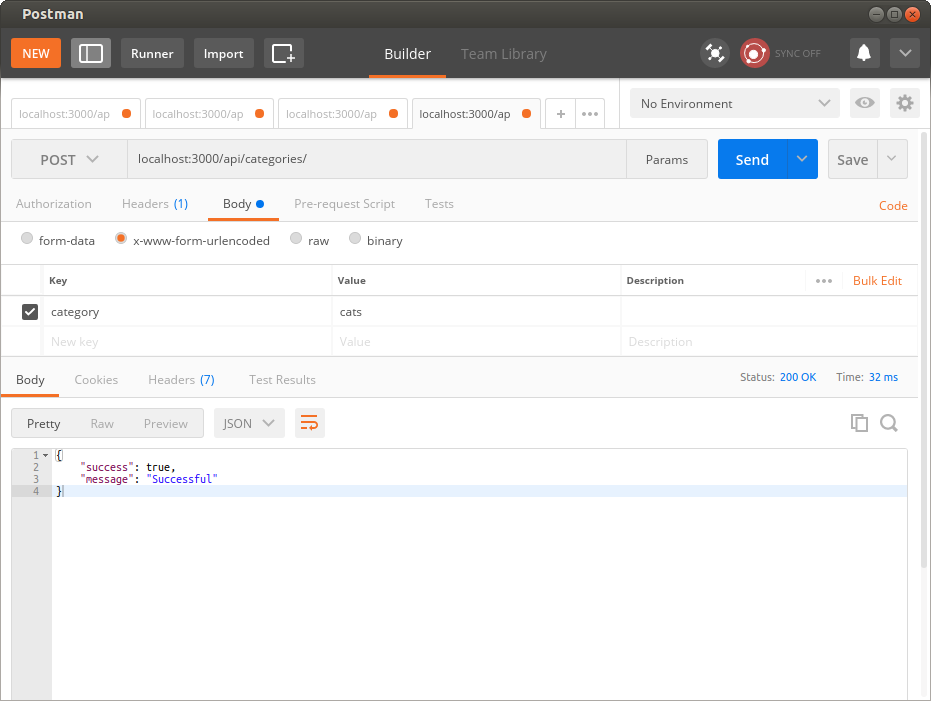 Postman
NEW Runner Import Builder Team Library SYNC OFF
localhost:3000/ap localhost:3000/ap localhost:3000/ap localhost:3000/ap + ••• No Environment
POST localhost:3000/api/categories/ Params Send Save
Authorization Headers (1) Body Pre-request Script Tests Code
form-data x-www-form-urlencoded raw binary
Key Value Description ••• Bulk Edit
category cats
New key Value Description
Body Cookies Headers (7) Test Results Status: 200 OK Time: 32 ms
Pretty Raw Preview JSON
1 {
2 "success": true,
3 "message": "Successful"
4 }